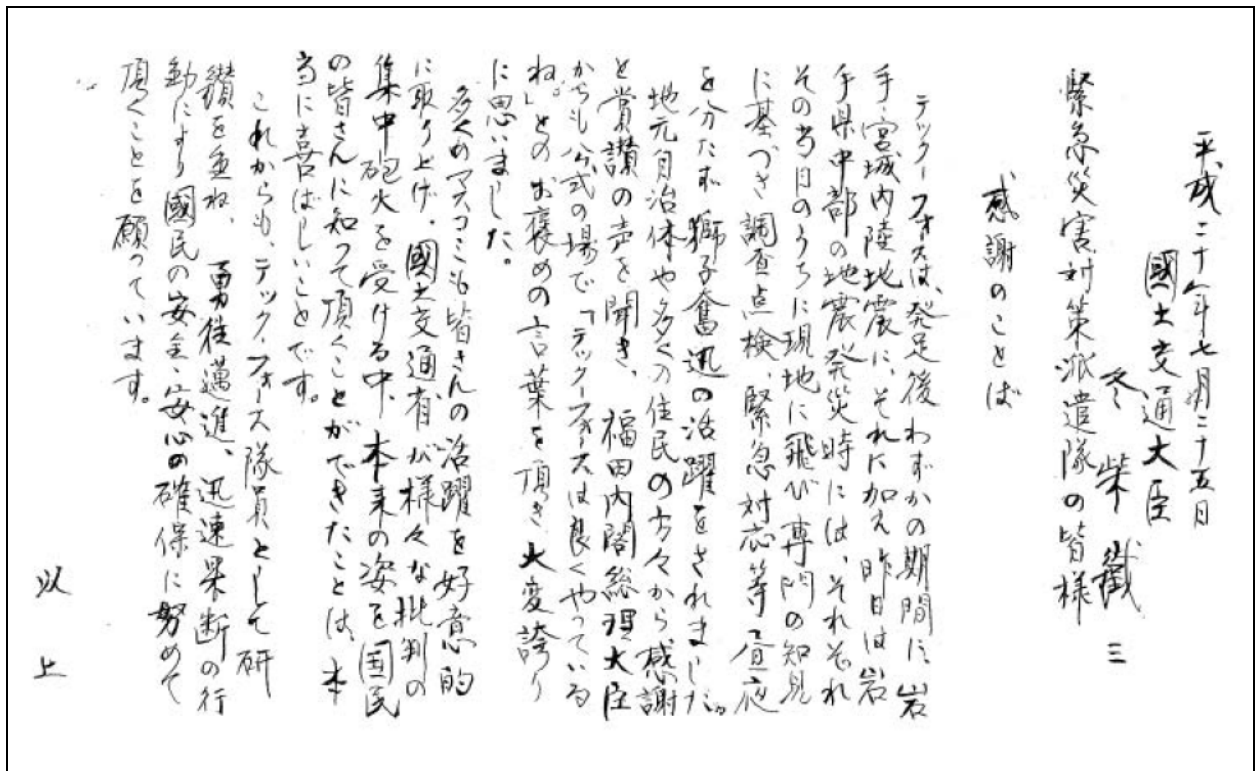 平成二十年七月二十五日
國土交通大臣
冬柴鐵三
緊急災害対策派遣隊の皆様
感謝のことば
テックフォースは、発足後わずかの期間に、岩
手・宮城内陸地震に、それに加え昨日は岩
手県中部の地震発災時には、それぞれ
その当日のうちに現地に飛び専門の知見
に基づき調査点検、緊急対応等昼夜
を分たず獅子奮迅の活躍をされました。
地元自治体や多くの住民の方々から感謝
と賞讃の声を聞き、福田内閣総理大臣
からも公式の場で「テックフォースは良くやっている
ね。」とのお褒めの言葉を頂き、大変誇り
に思いました。
多くのマスコミも皆さんの活躍を好意的
に取り上げ、國土交通省が様々な批判の
集中砲火を受ける中、本来の姿を国民
の皆さんに知って頂くことができたことは、本
当に喜ばしいことです。
これからも、テックフォース隊員として研
鑚を重ね、勇往邁進、迅速果断の行
動により國民の安全・安心の確保に努めて
頂くことを願っています。
以上